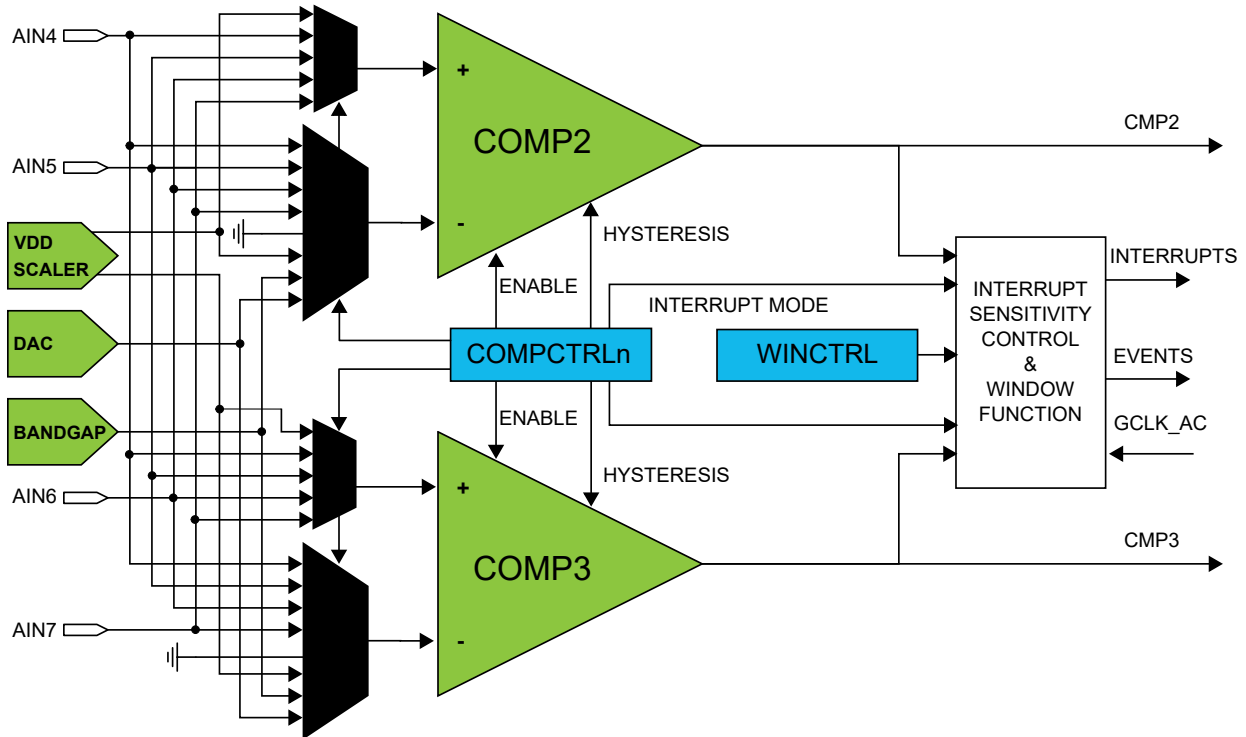 AIN4
+
COMP2
CMP2
AIN5
-
HYSTERESIS
VDD
SCALER
ENABLE
INTERRUPT MODE
INTERRUPT
SENSITIVITY
CONTROL
&
WINDOW
FUNCTION
INTERRUPTS
DAC
COMPCTRLn
WINCTRL
EVENTS
BANDGAP
ENABLE
GCLK_AC
HYSTERESIS
AIN6
+
COMP3
CMP3
AIN7
-